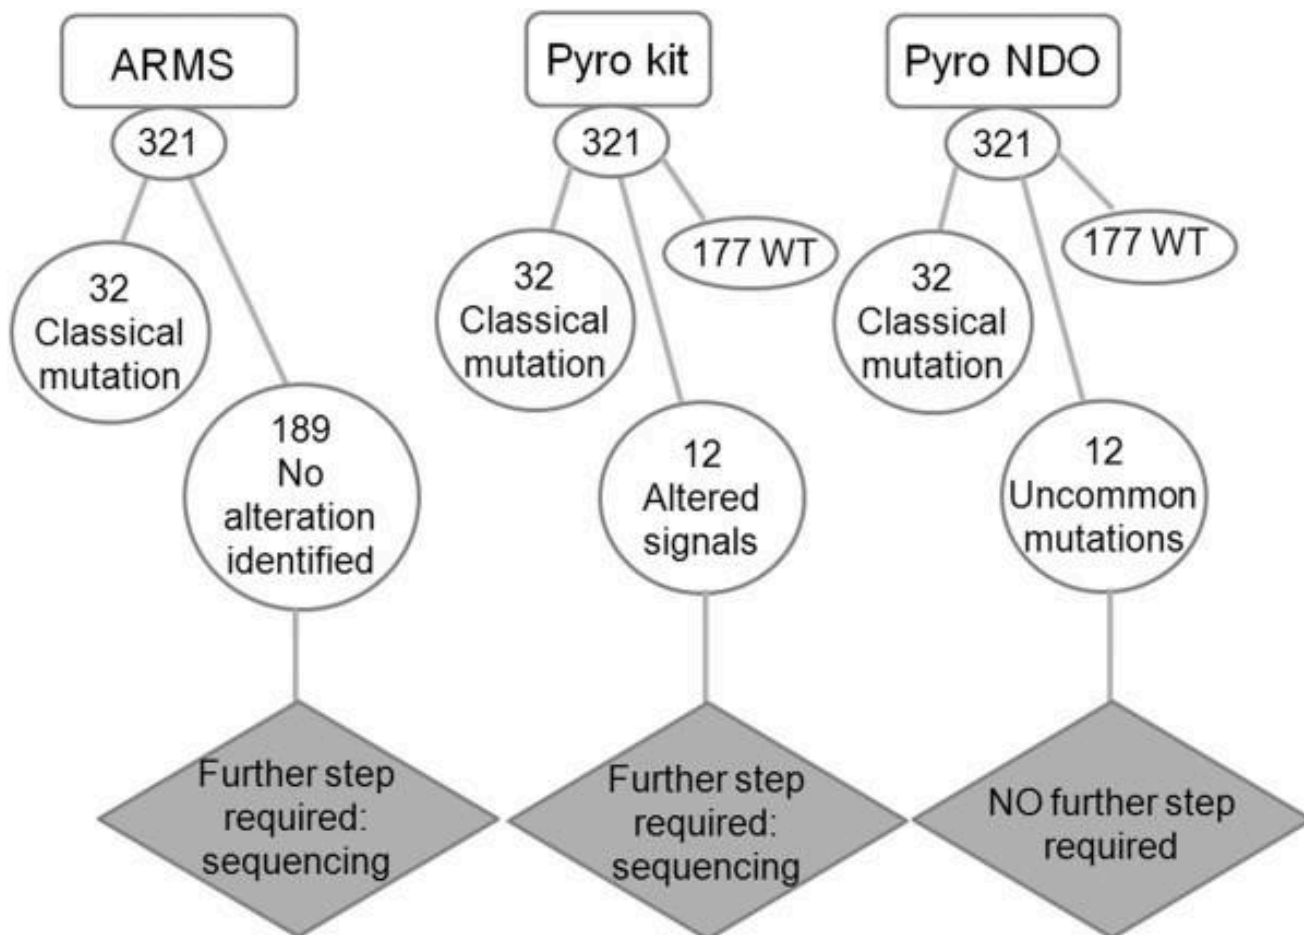 ARMS
321
32
Classical
mutation
189
No
alteration
identified
Further step
required:
sequencing
Pyro kit
321
177 WT
32
Classical
mutation
12
Altered
signals
Further step
required:
sequencing
Pyro NDO
321
177 WT
32
Classical
mutation
12
Uncommon
mutations
NO further step
required